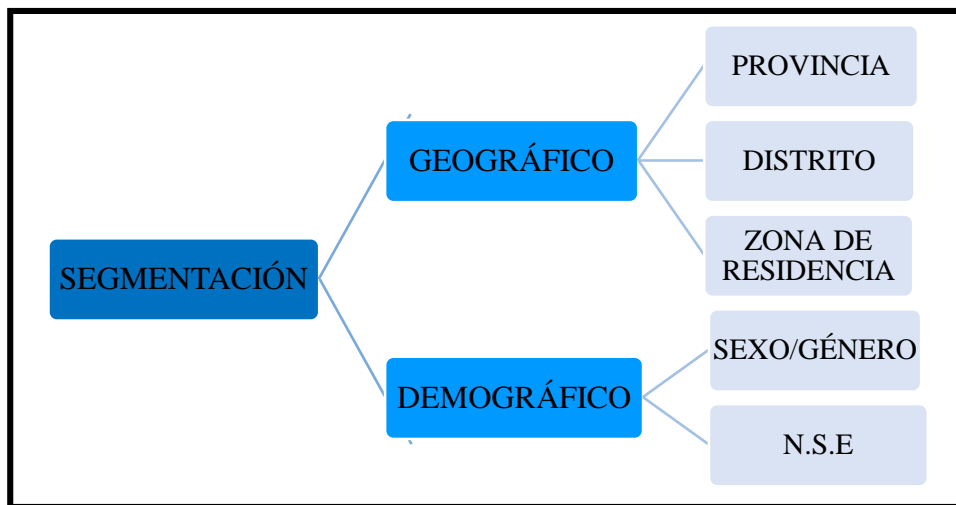 SEGMENTACIÓN
GEOGRÁFICO
PROVINCIA
DISTRITO
ZONA DE
RESIDENCIA
DEMOGRÁFICO
SEXO/GÉNERO
N.S.E